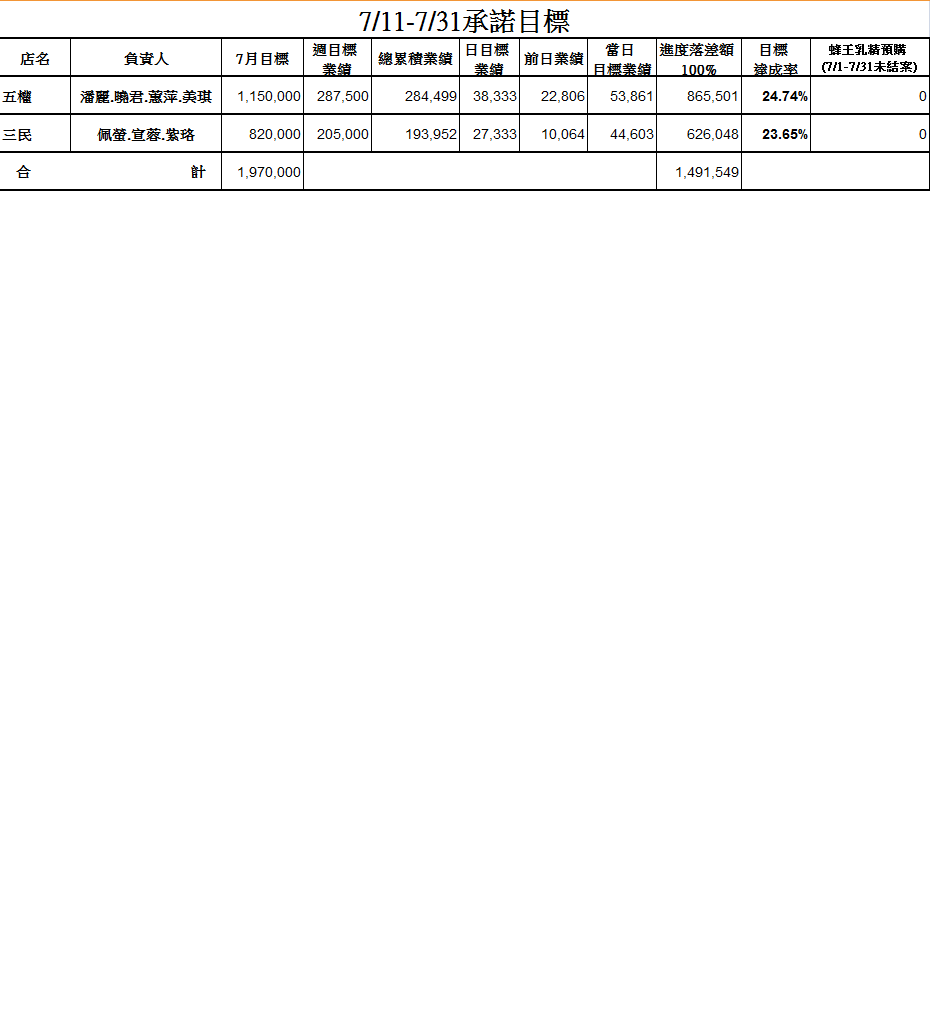 7/11-7/31承諾目標
店名 負責人 7月目標 週目標 業績 總累積業績 日目標 業績 前日業績 當日 目標業績 進度落差額 100% 目標 達成率 蜂王乳精預購 (7/1-7/31未結案)
五權 潘麗.曉君.蕙萍.美琪 1,150,000 287,500 284,499 38,333 22,806 53,861 865,501 24.74% 0
三民 佩螢.宣蓉.紫珞 820,000 205,000 193,952 27,333 10,064 44,603 626,048 23.65% 0
合 計 1,970,000 1,491,549